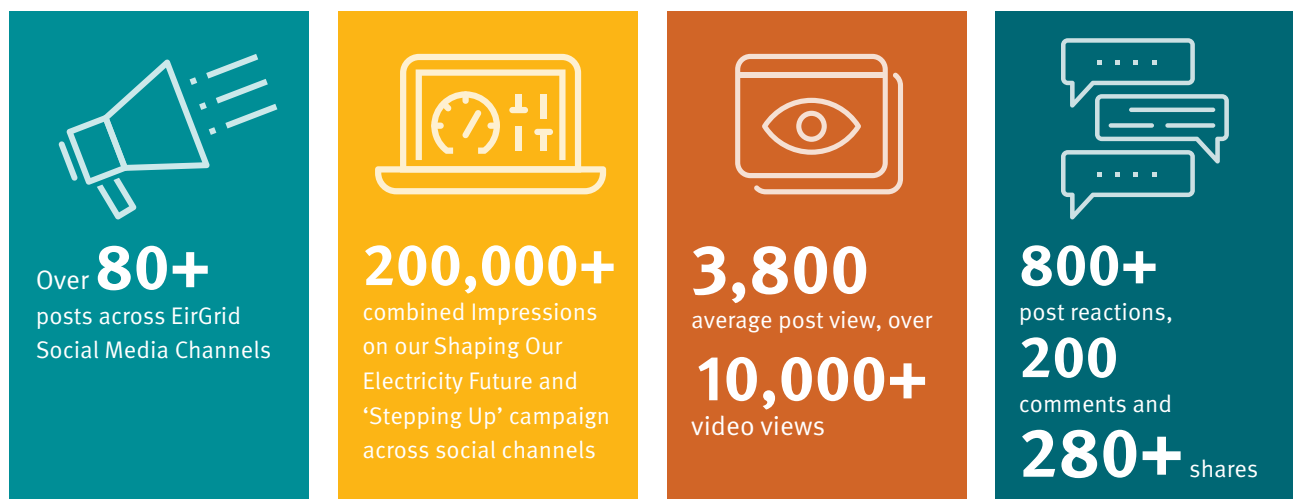 Over 80+
posts across EirGrid
Social Media Channels
200,000+
combined Impressions
on our Shaping Our
Electricity Future and
‘Stepping Up’ campaign
across social channels
3,800
average post view, over
10,000+
video views
800+
post reactions,
200
comments and
280+ shares